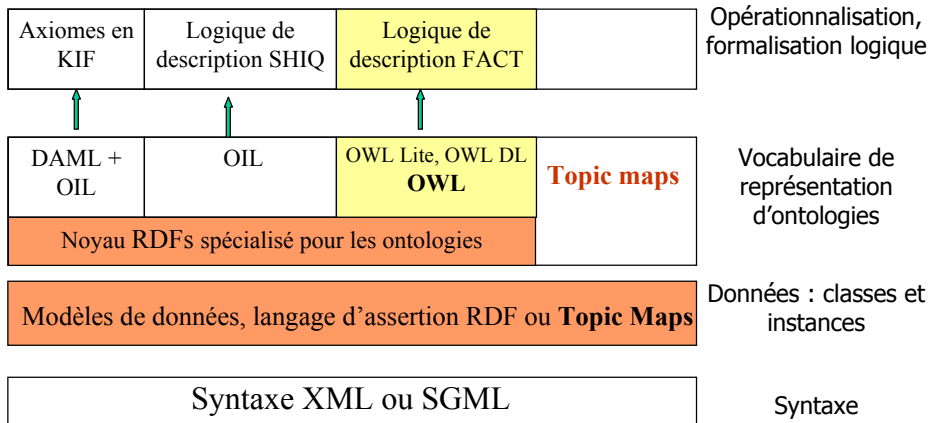 Axiomes en
KIF
Logique de
description SHIQ
Logique de
description FACT
Opérationnalisation,
formalisation logique
DAML +
OIL
OIL
OWL Lite, OWL DL
OWL
Topic maps
Vocabulaire de
représentation
d’ontologies
Noyau RDFs spécialisé pour les ontologies
Modèles de données, langage d’assertion RDF ou Topic Maps
Données : classes et
instances
Syntaxe XML ou SGML
Syntaxe